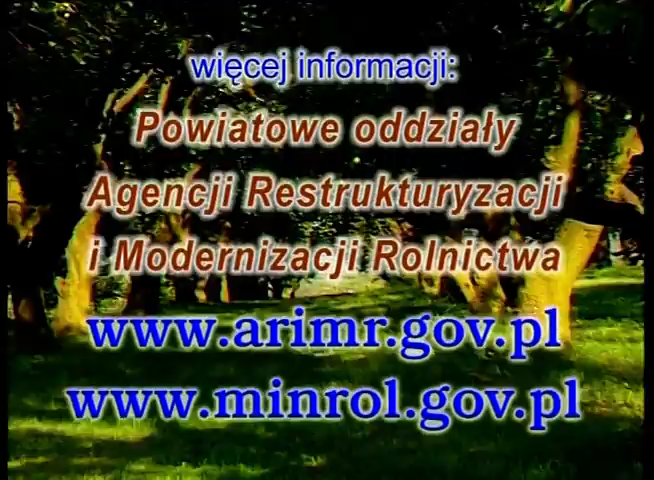 więcej informacji:
Powiatowe oddziały
Agencji Restrukturyzacji
i Modernizacji Rolnictwa
www.arimr.gov.pl
www.minrol.gov.pl